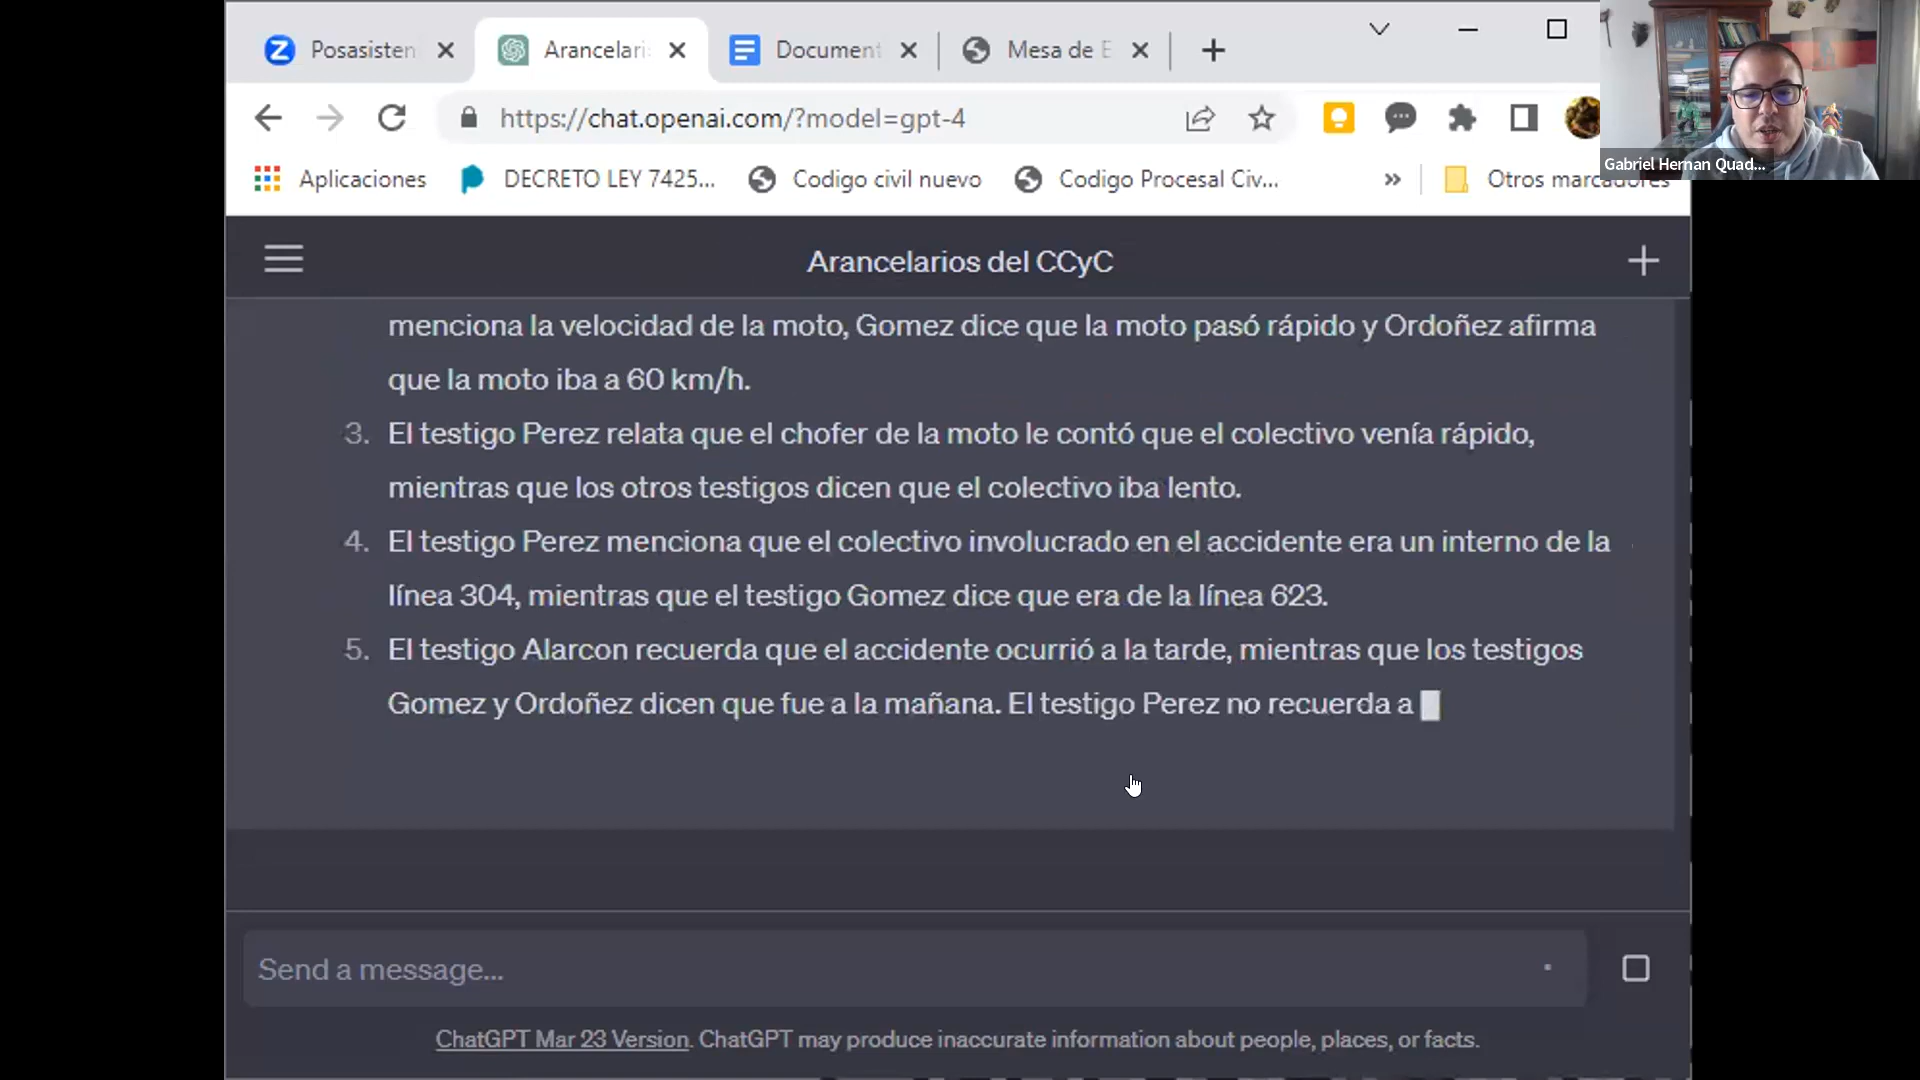 Posasisten
Arancelari
Document
Mesa de E
https://chat.openai.com/?model=gpt-4
Gabriel Hernan Quad...
Aplicaciones
DECRETO LEY 7425...
Codigo civil nuevo
Codigo Procesal Civ...
»
Otros marcadores
Arancelarios del CCyC
menciona la velocidad de la moto, Gomez dice que la moto pasó rápido y Ordoñez afirma
que la moto iba a 60 km/h.
3. El testigo Perez relata que el chofer de la moto le contó que el colectivo venía rápido,
mientras que los otros testigos dicen que el colectivo iba lento.
4. El testigo Perez menciona que el colectivo involucrado en el accidente era un interno de la
línea 304, mientras que el testigo Gomez dice que era de la línea 623.
5. El testigo Alarcon recuerda que el accidente ocurrió a la tarde, mientras que los testigos
Gomez y Ordoñez dicen que fue a la mañana. El testigo Perez no recuerda a
Send a message...
ChatGPT Mar 23 Version. ChatGPT may produce inaccurate information about people, places, or facts.